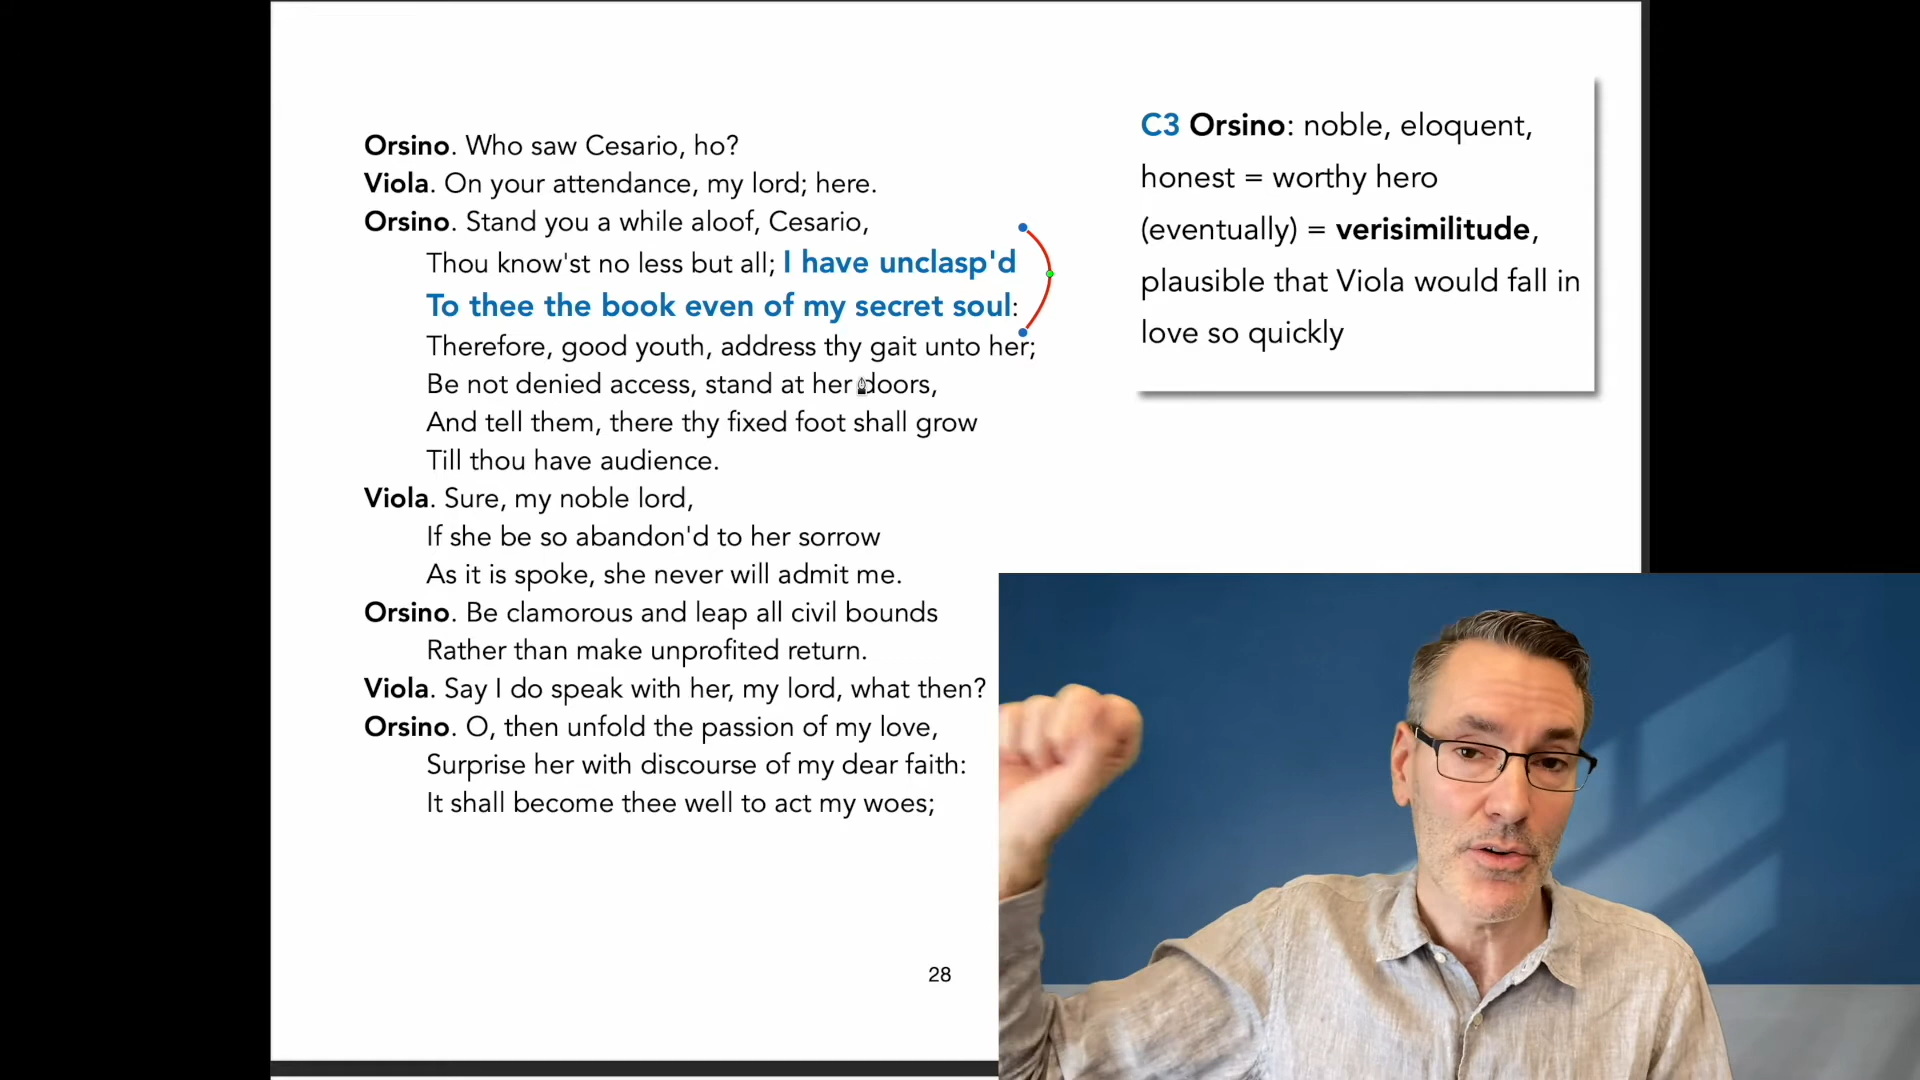 Orsino. Who saw Cesario, ho?
Viola. On your attendance, my lord; here.
Orsino. Stand you a while aloof, Cesario,
Thou know'st no less but all; I have unclasp'd
To thee the book even of my secret soul:
Therefore, good youth, address thy gait unto her;
Be not denied access, stand at her doors,
And tell them, there thy fixed foot shall grow
Till thou have audience.
Viola. Sure, my noble lord,
If she be so abandon'd to her sorrow
As it is spoke, she never will admit me.
Orsino. Be clamorous and leap all civil bounds
Rather than make unprofited return.
Viola. Say I do speak with her, my lord, what then?
Orsino. O, then unfold the passion of my love,
Surprise her with discourse of my dear faith:
It shall become thee well to act my woes;
28
C3 Orsino: noble, eloquent,
honest = worthy hero
(eventually) = verisimilitude,
plausible that Viola would fall in
love so quickly